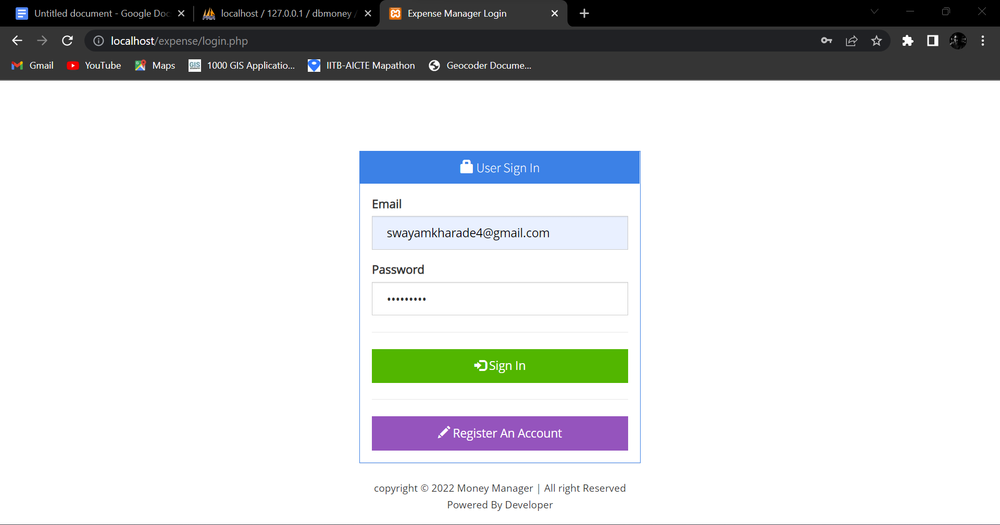 Untitled document - Google Doc
localhost / 127.0.0.1 / dbmoney /
Expense Manager Login
localhost/expense/login.php
Gmail
YouTube
Maps
GIS
1000 GIS Applicatio...
IITB-AICTE Mapathon
Geocoder Docume...
User Sign In
Email
swayamkharade4@gmail.com
Password
•••••••••
Sign In
Register An Account
copyright © 2022 Money Manager | All right Reserved
Powered By Developer